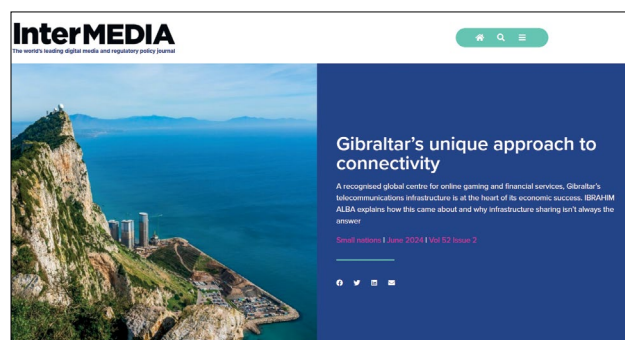 InterMEDIA
The world's leading digital media and regulatory policy journal
Gibraltar's unique approach to
connectivity
A recognised global centre for online gaming and financial services, Gibraltar's
telecommunications infrastructure is at the heart of its economic success. IBRAHIM
ALBA explains how this came about and why infrastructure sharing isn't always the
answer
Small nations | June 2024 | Vol 52 Issue 2